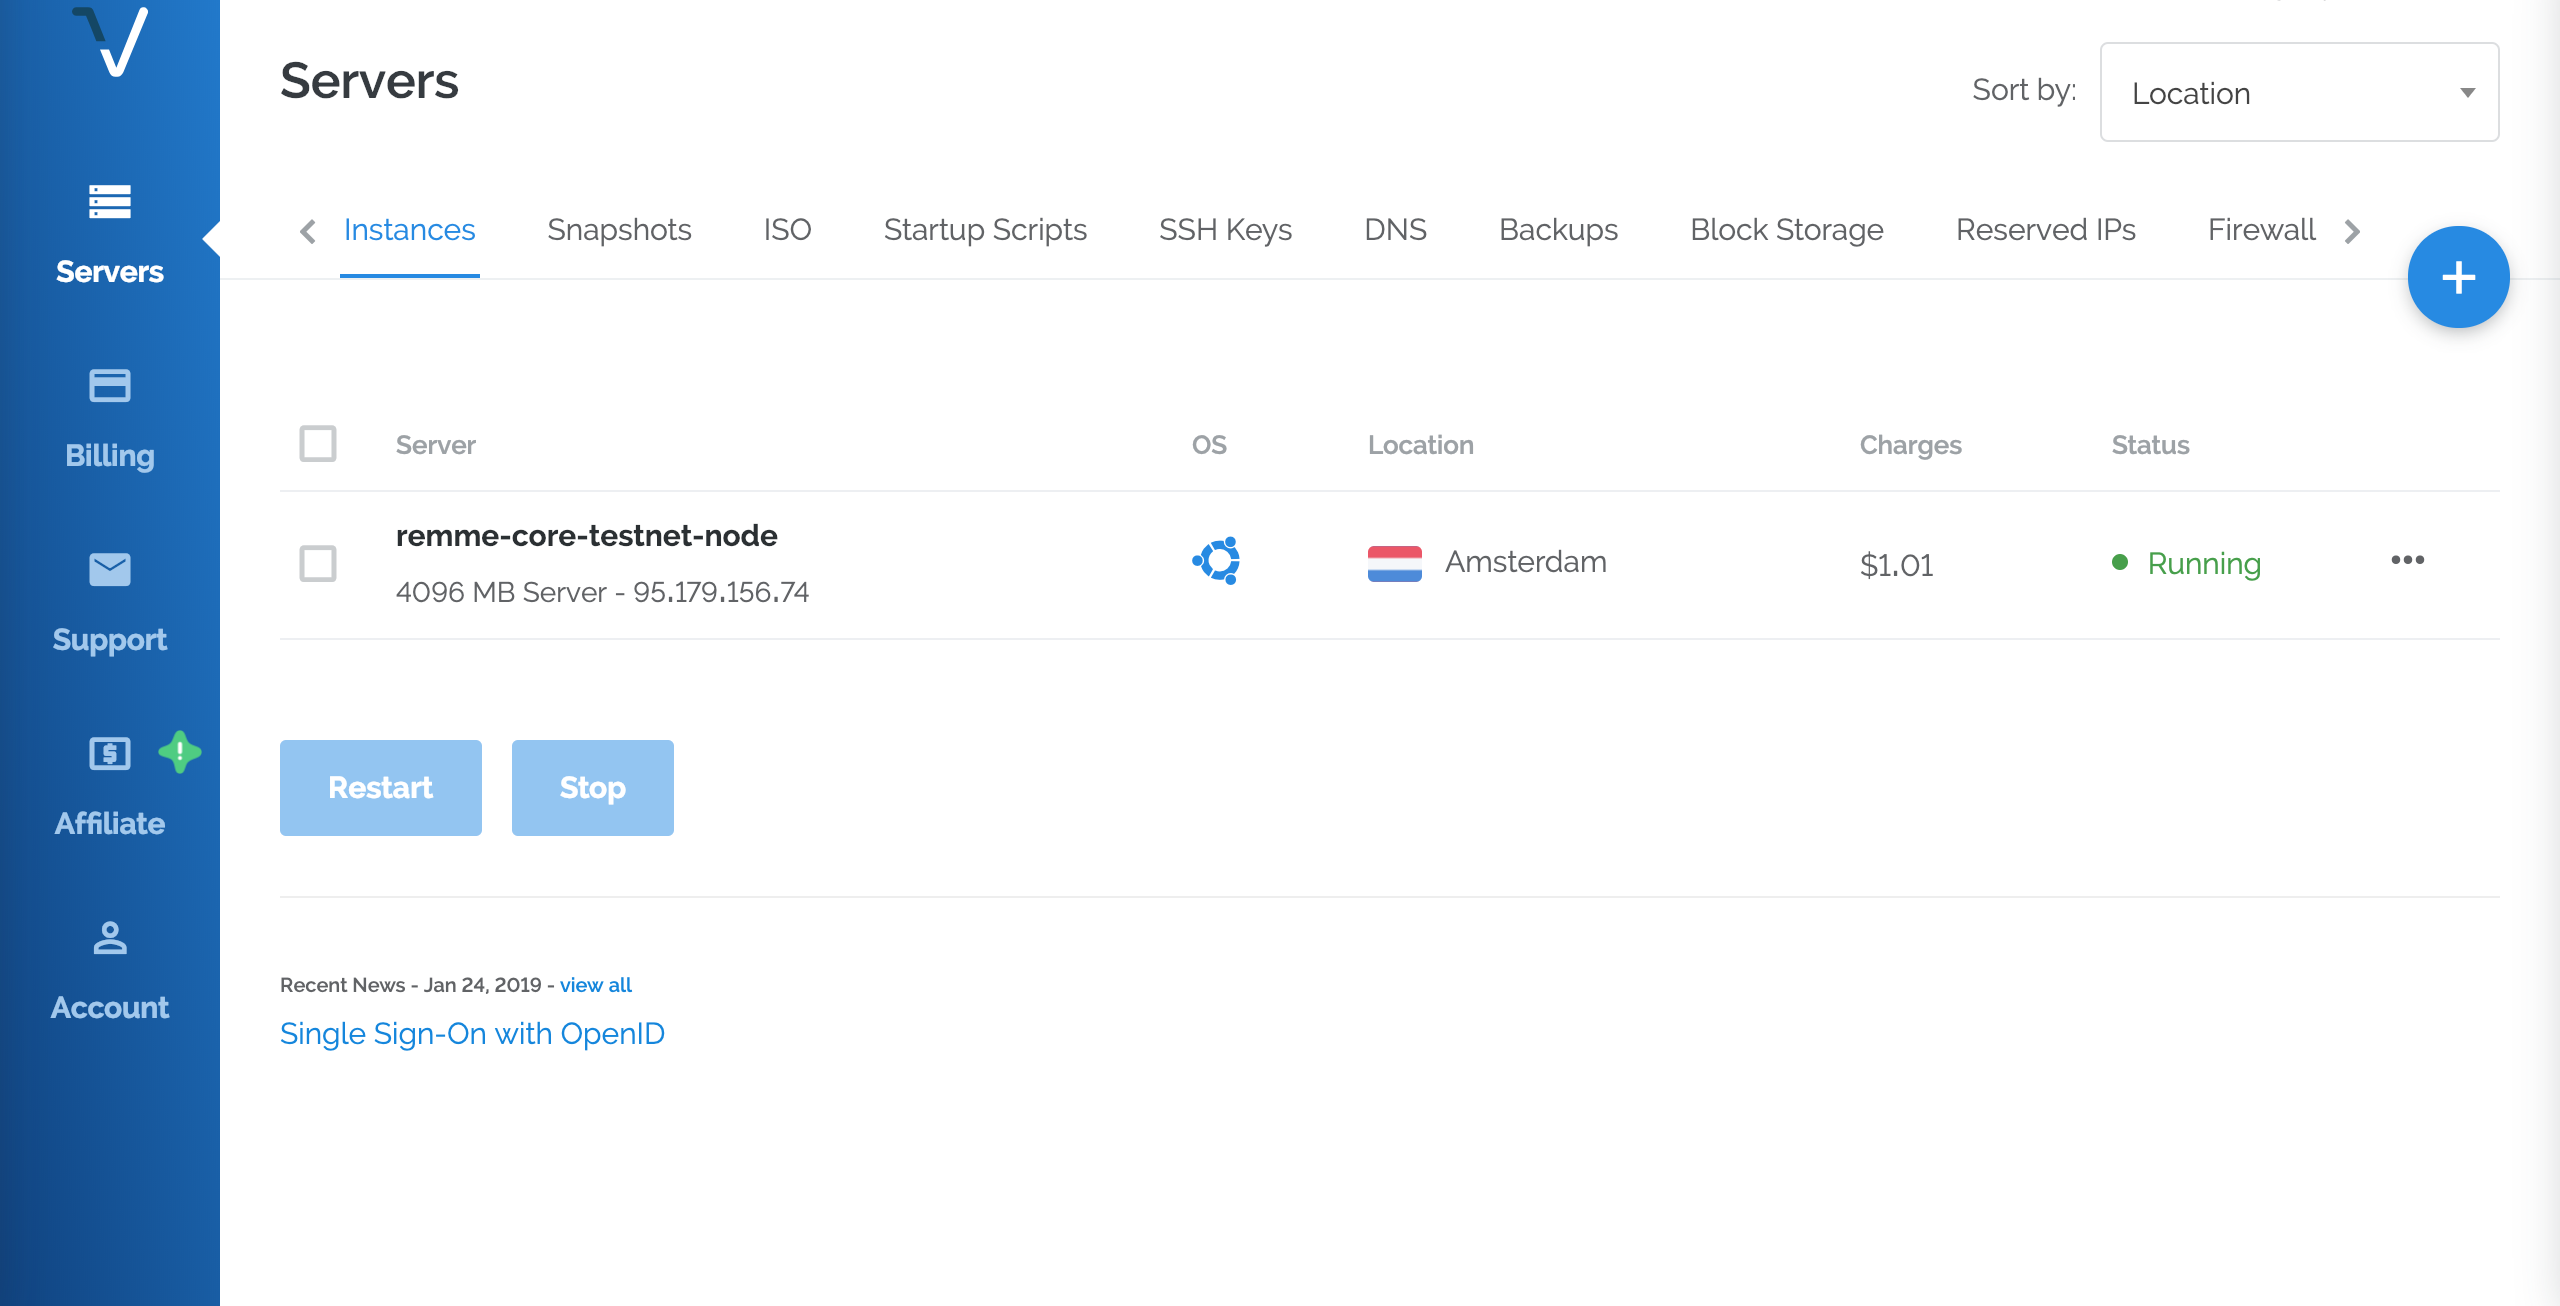 Servers
Sort by:
Location
Instances
Snapshots
ISO
Startup Scripts
SSH Keys
DNS
Backups
Block Storage
Reserved IPs
Firewall
+
Servers
Billing
Support
Affiliate
Account
Server
OS
Location
Charges
Status
remme-core-testnet-node
4096 MB Server - 95.179.156.74
Amsterdam
$1.01
Running
Restart
Stop
Recent News - Jan 24, 2019 - view all
Single Sign-On with OpenID